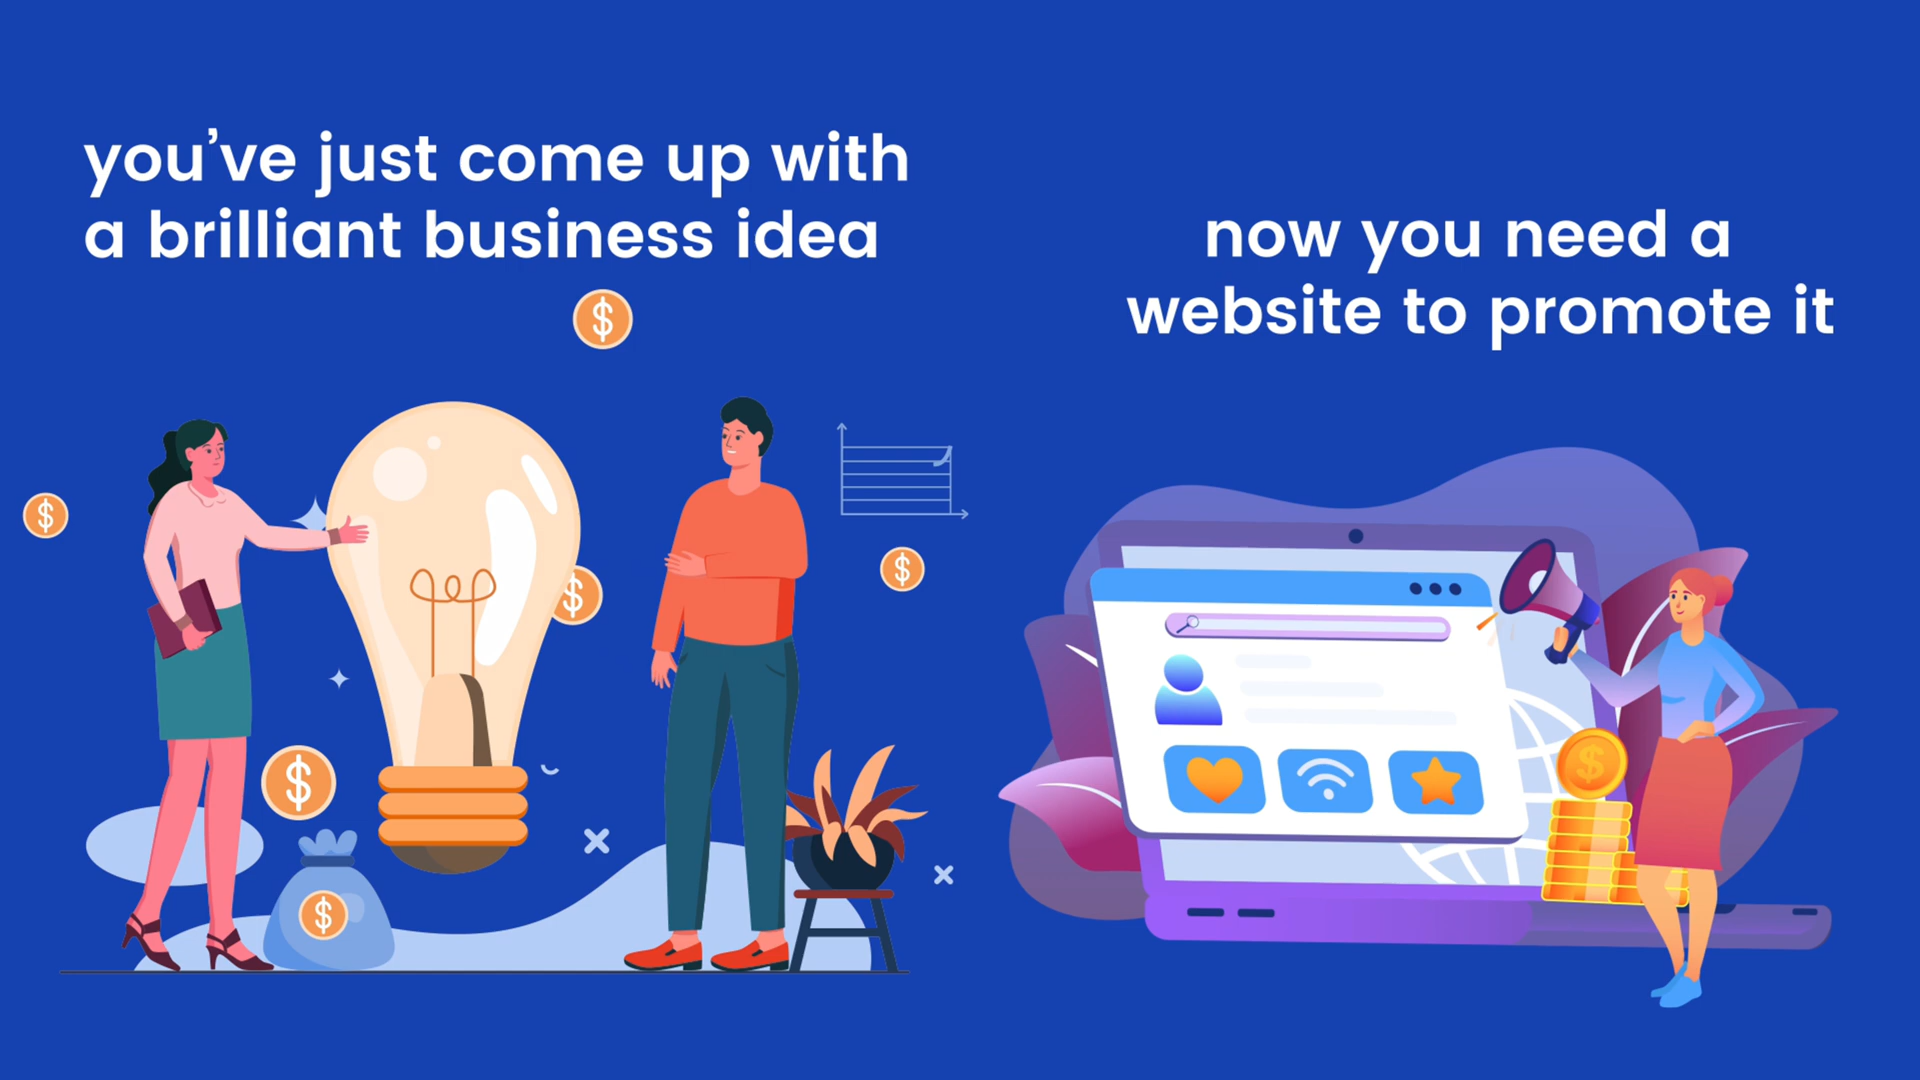 you've just come up with
a brilliant business idea
now you need a
website to promote it